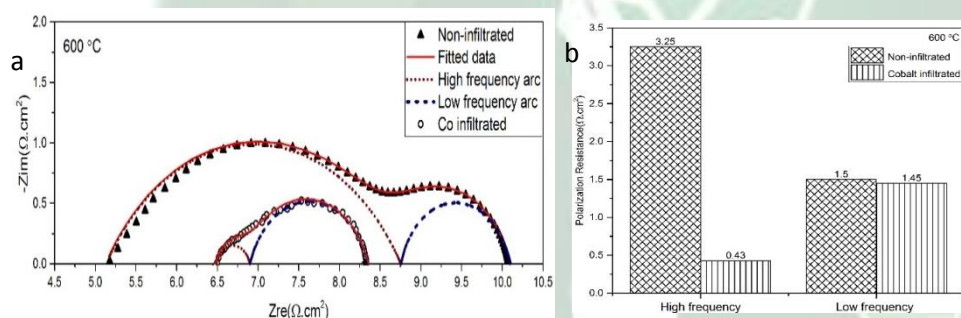 a
600 °C
Non-infiltrated
Fitted data
High frequency arc
Low frequency arc
Co infiltrated
-Zim(Ω.cm²)
2.0
1.5
1.0
0.5
0.0
4.5 5.0 5.5 6.0 6.5 7.0 7.5 8.0 8.5 9.0 9.5 10.0 10.5
Zre(Ω.cm²)
b
600 °C
Non-infiltrated
Cobalt infiltrated
Polarization Resistance(Ω.cm²)
3.5
3.0
2.5
2.0
1.5
1.0
0.5
0.0
3.25
0.43
1.5
1.45
High frequency Low frequency